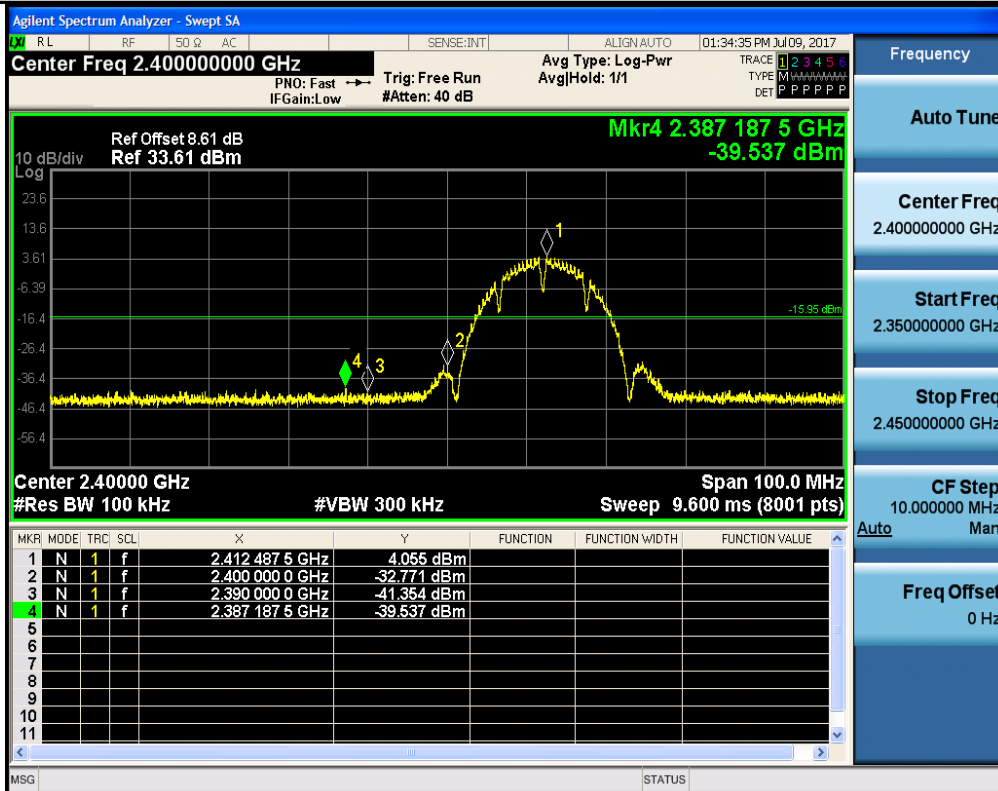 Agilent Spectrum Analyzer - Swept SA
LXI RL RF 50 Ω AC SENSE:INT ALIGN AUTO 01:34:35 PM Jul 09, 2017
Center Freq 2.400000000 GHz
PNO: Fast
IFGain:Low
Trig: Free Run
#Atten: 40 dB
Avg Type: Log-Pwr
Avg|Hold: 1/1
TRACE 1 2 3 4 5 6
TYPE M
DET P P P P P P
Ref Offset 8.61 dB
10 dB/div Ref 33.61 dBm
Log
Mkr4 2.387 187 5 GHz
-39.537 dBm
23.6
13.6
3.61
-6.39
-16.4
-26.4
-36.4
-46.4
-56.4
1
2
4
3
-15.95 dBm
Center 2.40000 GHz Span 100.0 MHz
#Res BW 100 kHz #VBW 300 kHz Sweep 9.600 ms (8001 pts)
MKR MODE TRC SCL X Y FUNCTION FUNCTION WIDTH FUNCTION VALUE
1 N 1 f 2.412 487 5 GHz 4.055 dBm
2 N 1 f 2.400 000 0 GHz -32.771 dBm
3 N 1 f 2.390 000 0 GHz -41.354 dBm
4 N 1 f 2.387 187 5 GHz -39.537 dBm
5
6
7
8
9
10
11
MSG STATUS
Frequency
Auto Tune
Center Freq
2.400000000 GHz
Start Freq
2.350000000 GHz
Stop Freq
2.450000000 GHz
CF Step
10.000000 MHz
Auto Man
Freq Offset
0 Hz